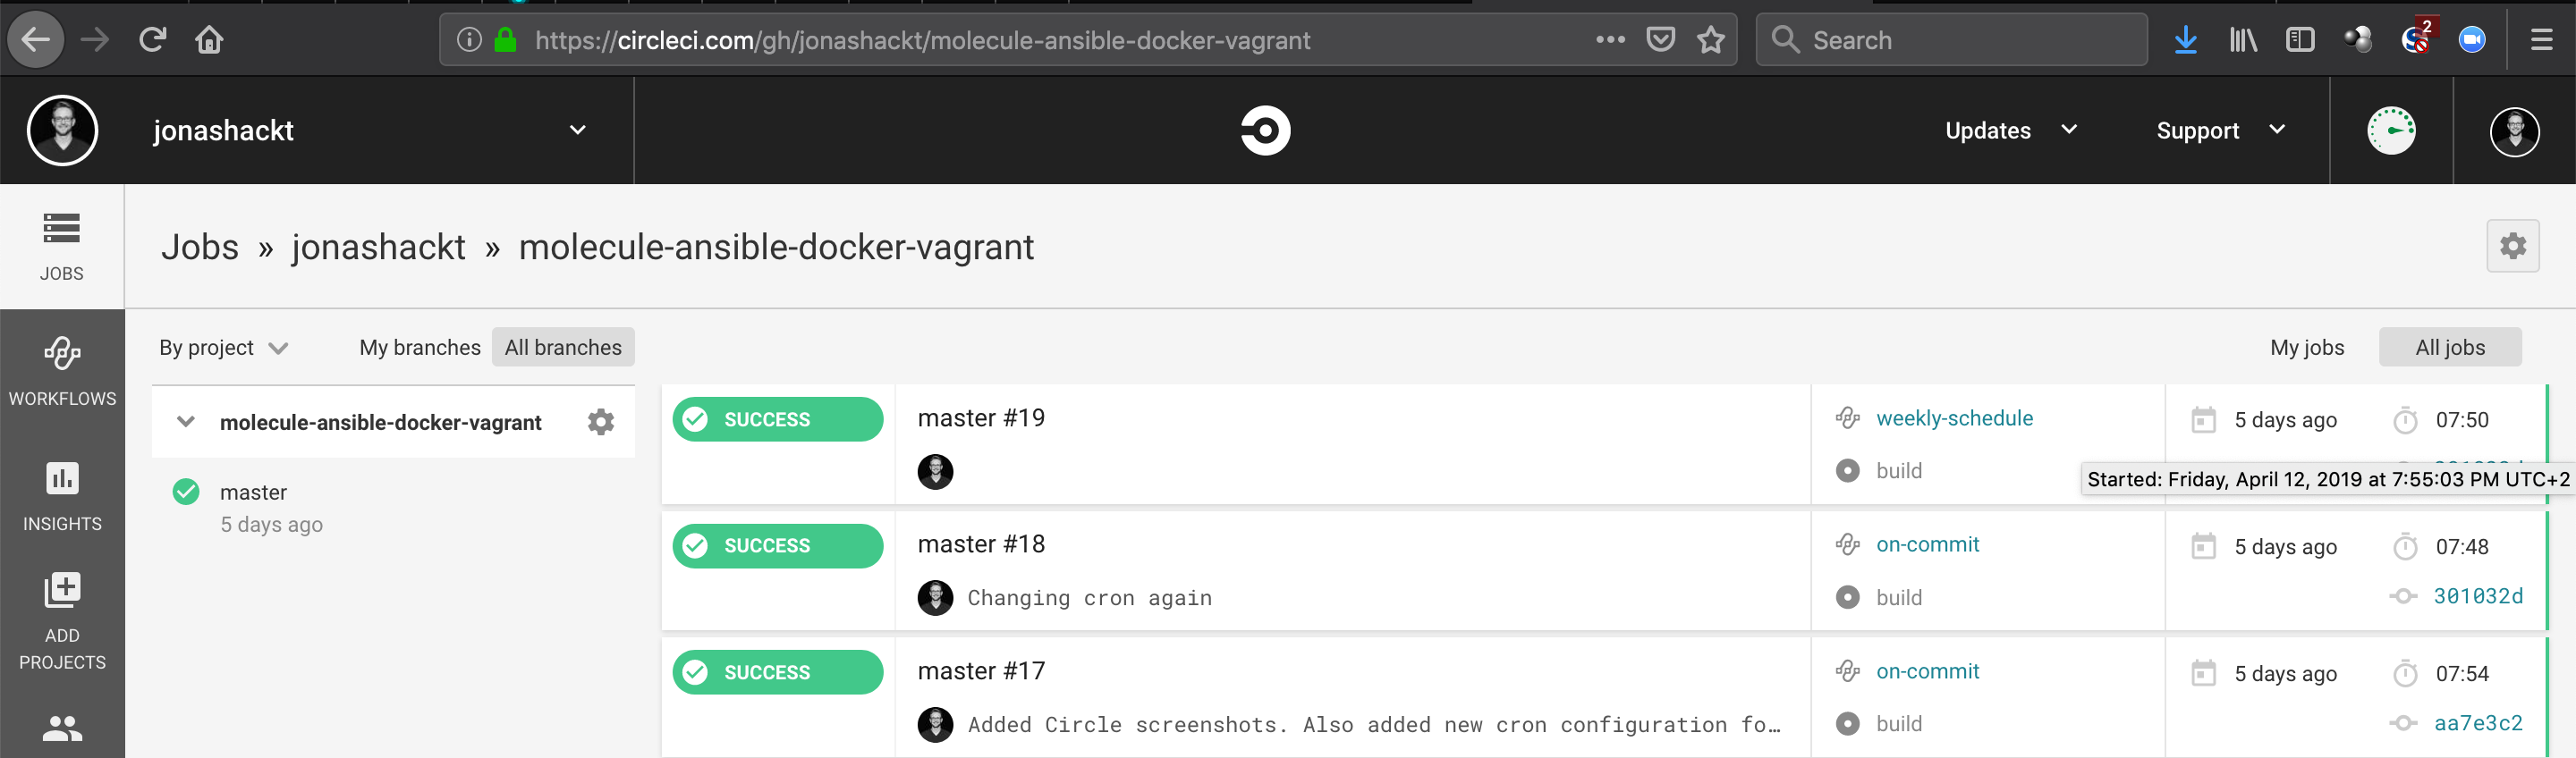 https://circleci.com/gh/jonashackt/molecule-ansible-docker-vagrant
Search
2
jonashackt
Updates
Support
JOBS
Jobs » jonashackt » molecule-ansible-docker-vagrant
WORKFLOWS
INSIGHTS
ADD
PROJECTS
By project
My branches
All branches
My jobs
All jobs
molecule-ansible-docker-vagrant
master
5 days ago
SUCCESS
master #19
weekly-schedule
build
5 days ago
07:50
Started: Friday, April 12, 2019 at 7:55:03 PM UTC+2
SUCCESS
master #18
Changing cron again
on-commit
build
5 days ago
07:48
301032d
SUCCESS
master #17
Added Circle screenshots. Also added new cron configuration fo…
on-commit
build
5 days ago
07:54
aa7e3c2